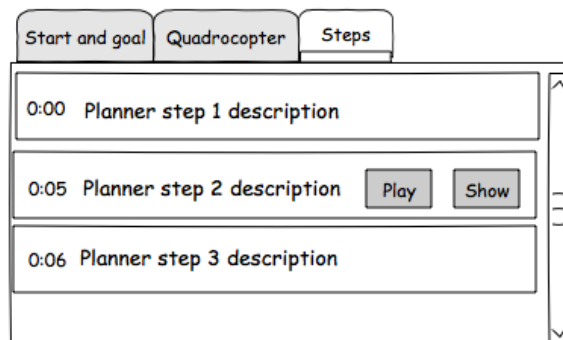 Start and goal Quadrocopter Steps
0:00 Planner step 1 description
0:05 Planner step 2 description Play Show
0:06 Planner step 3 description